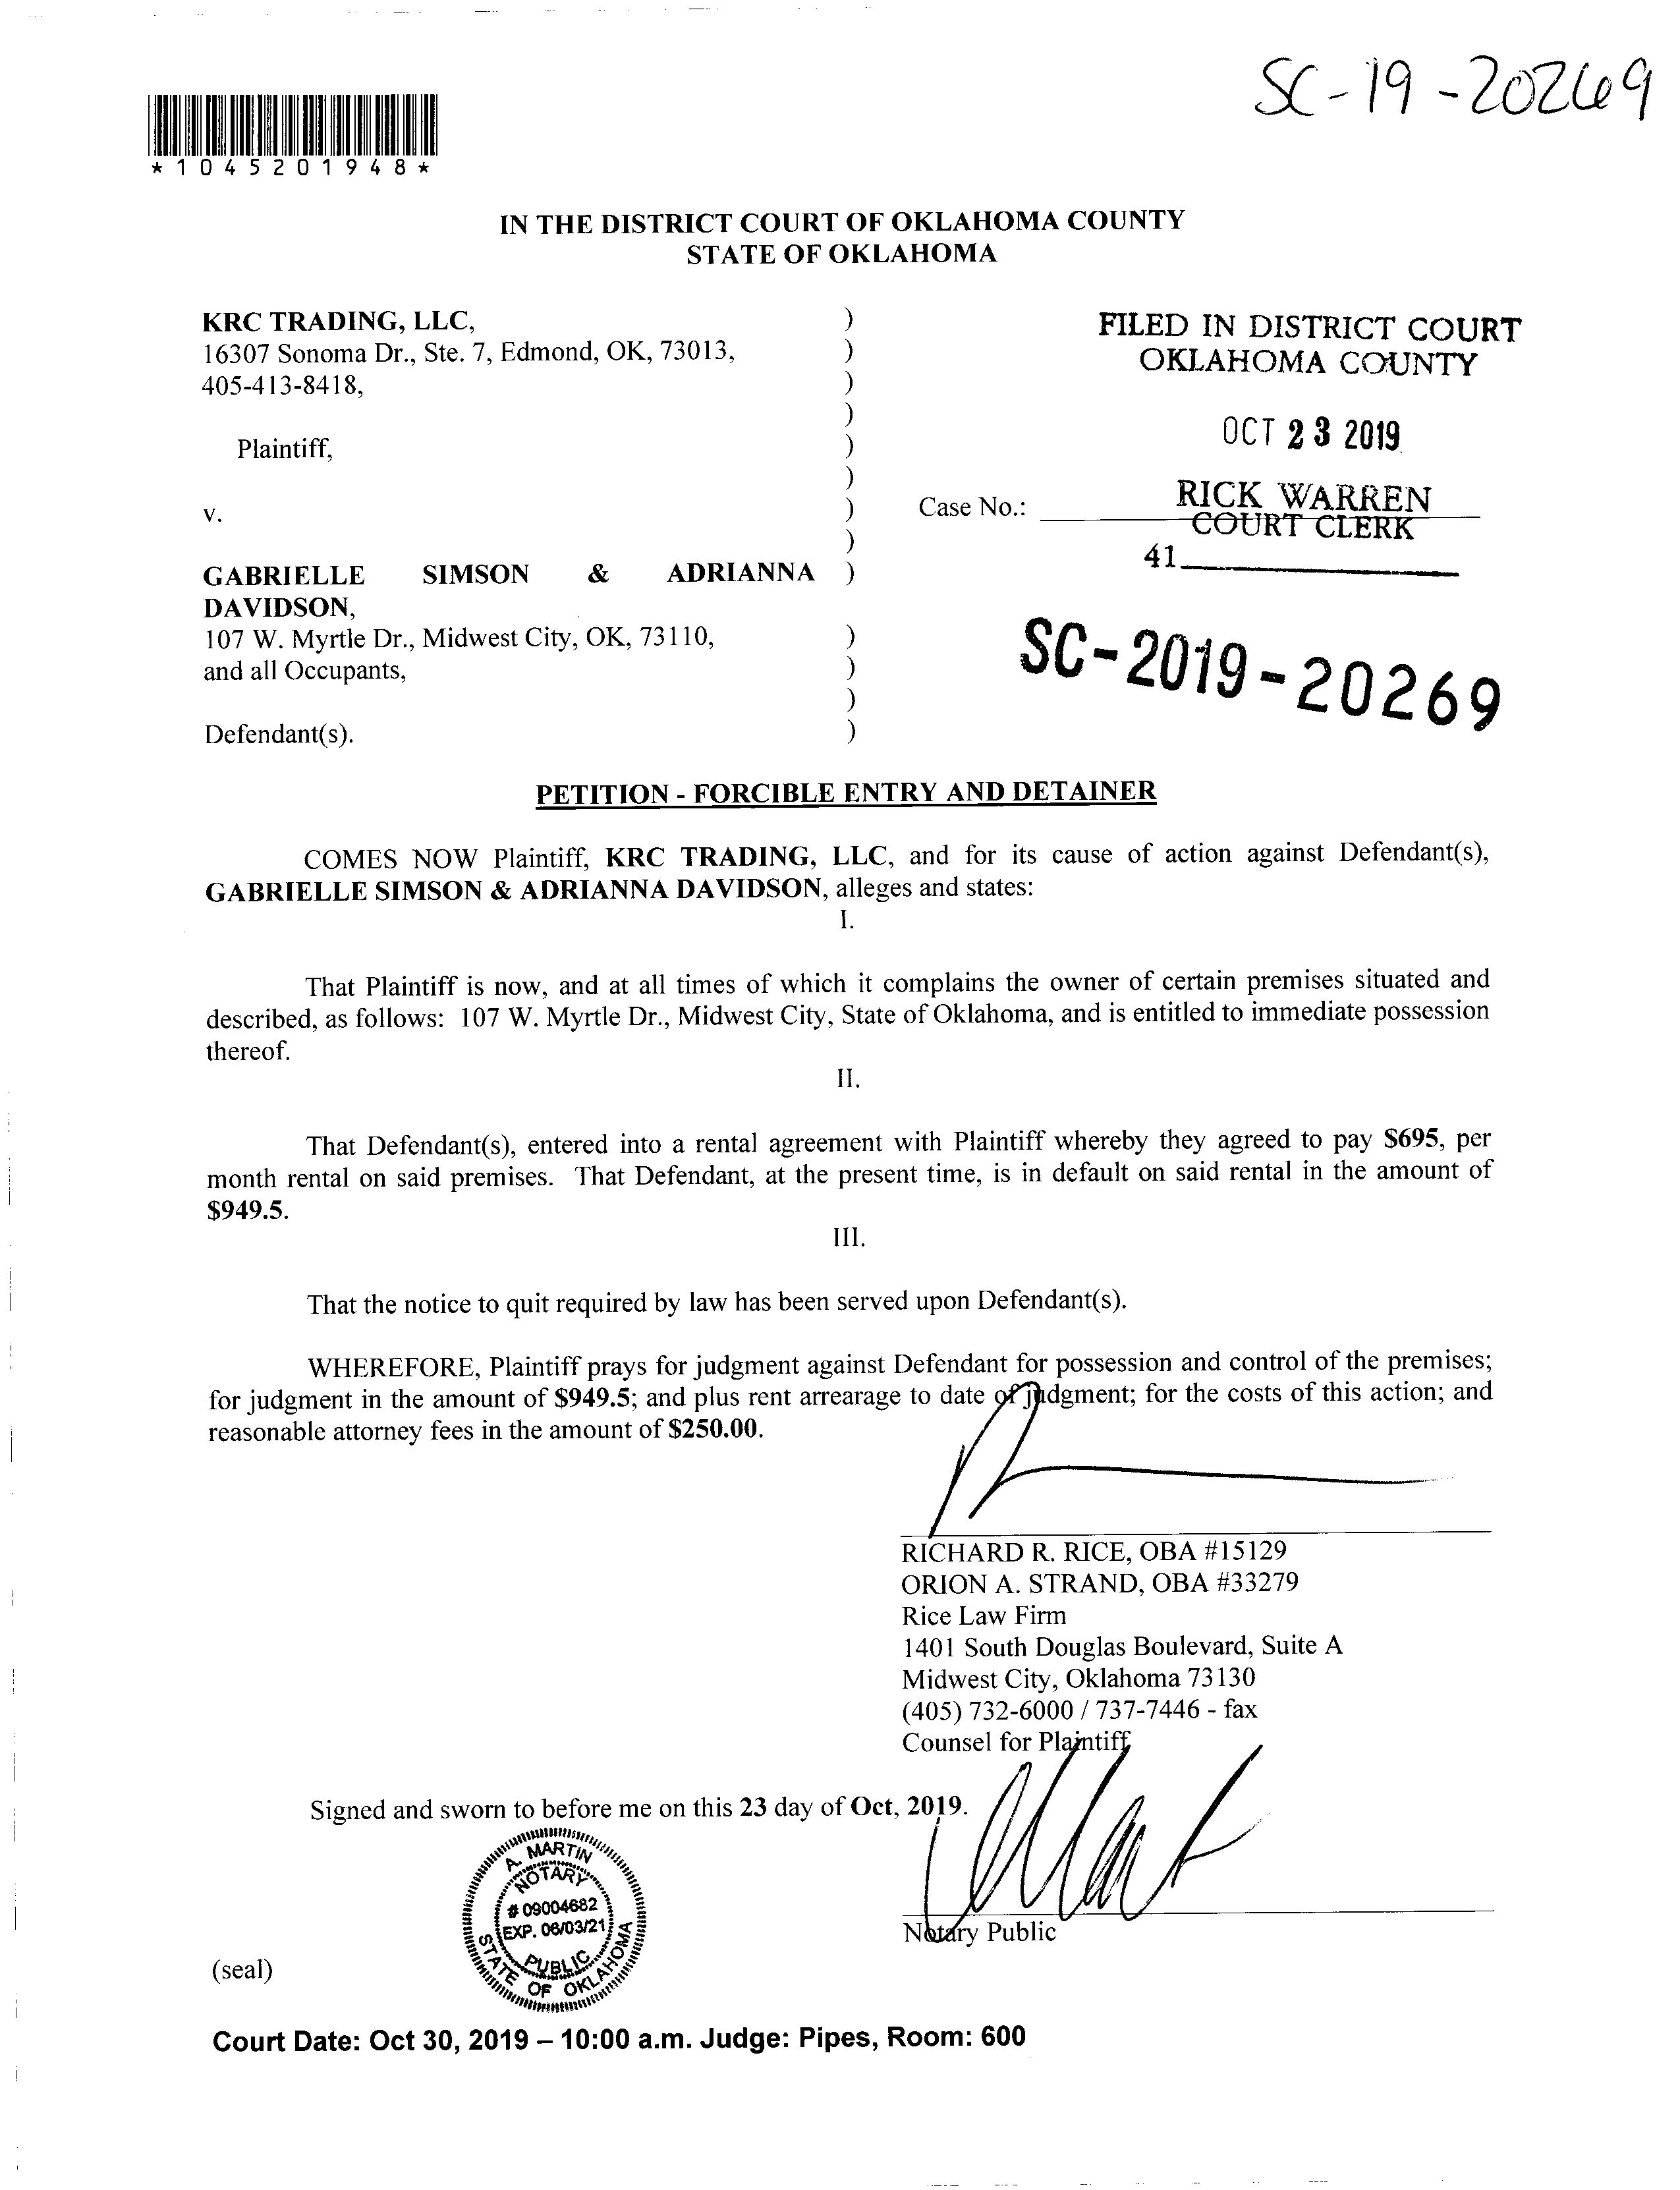 SC-19-20269
*1045201948*
IN THE DISTRICT COURT OF OKLAHOMA COUNTY
STATE OF OKLAHOMA
KRC TRADING, LLC, )
16307 Sonoma Dr., Ste. 7, Edmond, OK, 73013, )
405-413-8418, )
)
Plaintiff, )
)
v. )
)
GABRIELLE SIMSON & ADRIANNA )
DAVIDSON,
107 W. Myrtle Dr., Midwest City, OK, 73110, )
and all Occupants, )
)
Defendant(s). )
FILED IN DISTRICT COURT
OKLAHOMA COUNTY
OCT 23 2019
RICK WARREN
Case No.:
COURT CLERK
41
SC-2019-20269
PETITION - FORCIBLE ENTRY AND DETAINER
COMES NOW Plaintiff, KRC TRADING, LLC, and for its cause of action against Defendant(s),
GABRIELLE SIMSON & ADRIANNA DAVIDSON, alleges and states:
I.
That Plaintiff is now, and at all times of which it complains the owner of certain premises situated and
described, as follows: 107 W. Myrtle Dr., Midwest City, State of Oklahoma, and is entitled to immediate possession
thereof.
II.
That Defendant(s), entered into a rental agreement with Plaintiff whereby they agreed to pay $695, per
month rental on said premises. That Defendant, at the present time, is in default on said rental in the amount of
$949.5.
III.
That the notice to quit required by law has been served upon Defendant(s).
WHEREFORE, Plaintiff prays for judgment against Defendant for possession and control of the premises;
for judgment in the amount of $949.5; and plus rent arrearage to date of judgment; for the costs of this action; and
reasonable attorney fees in the amount of $250.00.
RICHARD R. RICE, OBA #15129
ORION A. STRAND, OBA #33279
Rice Law Firm
1401 South Douglas Boulevard, Suite A
Midwest City, Oklahoma 73130
(405) 732-6000 / 737-7446 - fax
Counsel for Plaintiff
Signed and sworn to before me on this 23 day of Oct, 2019.
A. MARTIN
NOTARY
# 09004682
EXP. 06/03/21
PUBLIC
STATE OF OKLAHOMA
Notary Public
(seal)
Court Date: Oct 30, 2019 – 10:00 a.m. Judge: Pipes, Room: 600